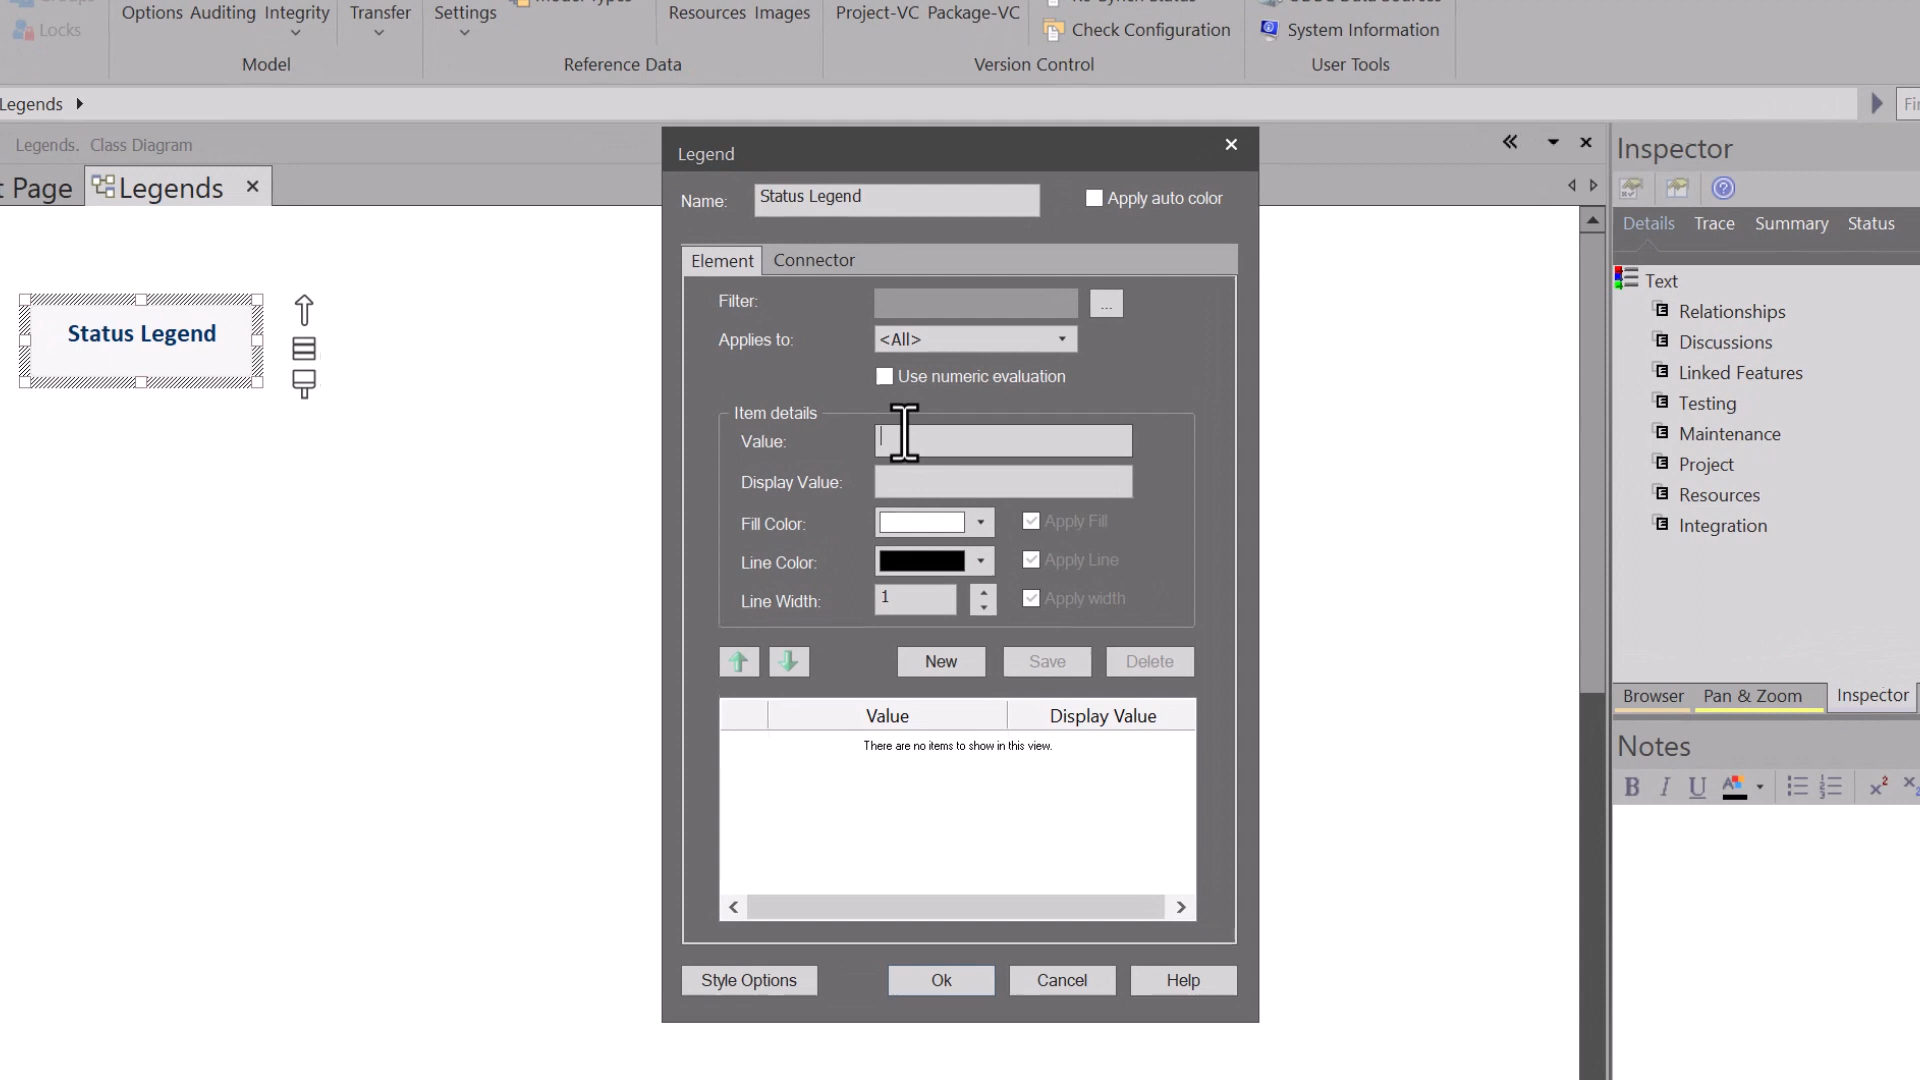 Options Auditing Integrity Transfer Settings Resources Images Project-VC Package-VC
Locks Check Configuration System Information
Model Reference Data Version Control User Tools
Legends
Legends. Class Diagram
Page Legends
Status Legend
Legend
Name: Status Legend Apply auto color
Element Connector
Filter: ...
Applies to: <All>
Use numeric evaluation
Item details
Value:
Display Value:
Fill Color: Apply Fill
Line Color: Apply Line
Line Width: 1 Apply width
New Save Delete
Value Display Value
There are no items to show in this view.
Style Options Ok Cancel Help
Inspector
Details Trace Summary Status
Text
Relationships
Discussions
Linked Features
Testing
Maintenance
Project
Resources
Integration
Browser Pan & Zoom Inspector
Notes
B I U A